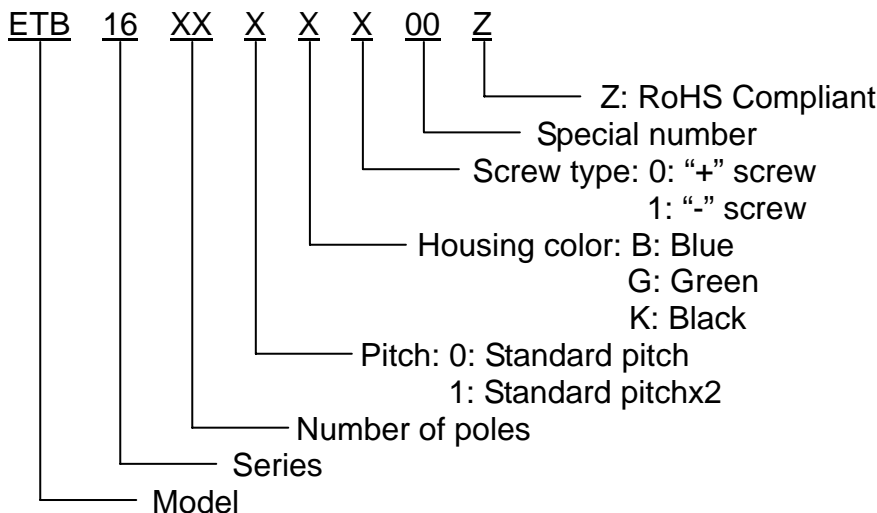 ETB 16 XX X X X 00 Z
Z: RoHS Compliant
Special number
Screw type: 0: “+” screw
1: “-” screw
Housing color: B: Blue
G: Green
K: Black
Pitch: 0: Standard pitch
1: Standard pitchx2
Number of poles
Series
Model